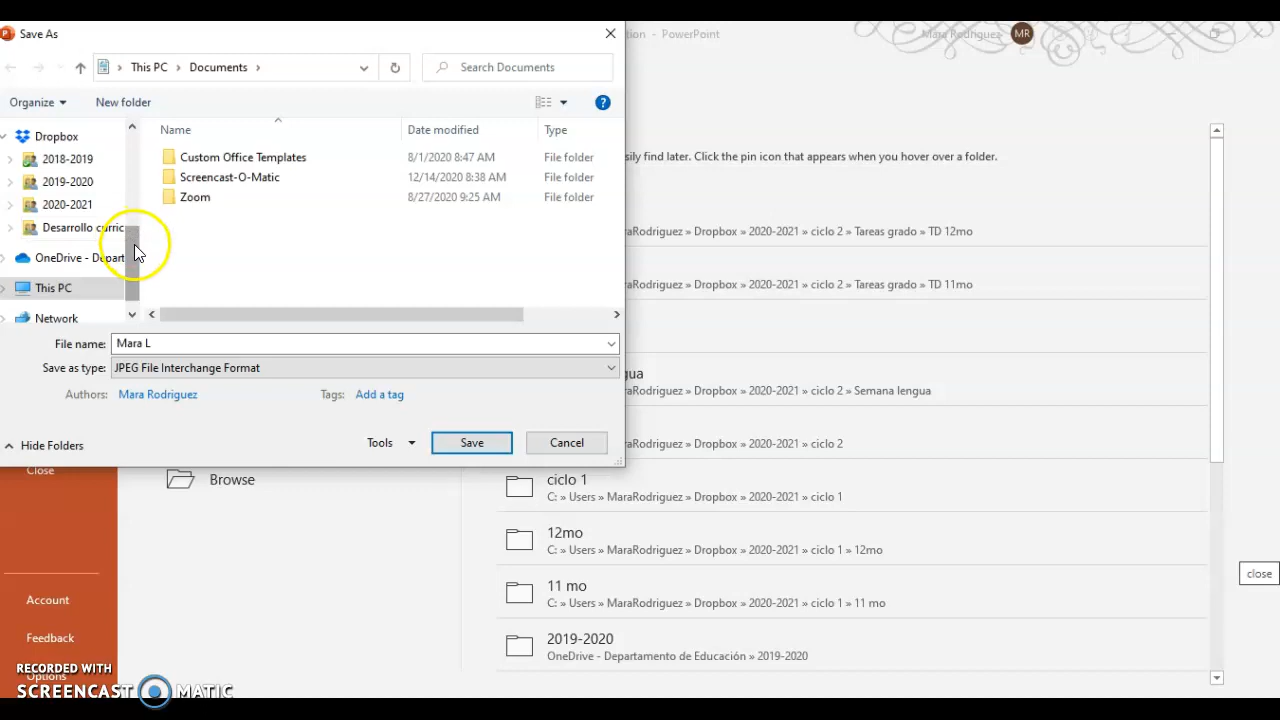 Save As
tion - PowerPoint
Mara Rodriguez
MR
This PC > Documents >
Search Documents
Organize
New folder
?
Name
Date modified
Type
Dropbox
2018-2019
2019-2020
2020-2021
Desarrollo curric
OneDrive - Depart
This PC
Network
Custom Office Templates 8/1/2020 8:47 AM File folder
Screencast-O-Matic 12/14/2020 8:38 AM File folder
Zoom 8/27/2020 9:25 AM File folder
File name: Mara L
Save as type: JPEG File Interchange Format
Authors: Mara Rodriguez
Tags: Add a tag
Hide Folders
Tools
Save
Cancel
sily find later. Click the pin icon that appears when you hover over a folder.
araRodriguez » Dropbox » 2020-2021 » ciclo 2 » Tareas grado » TD 12mo
araRodriguez » Dropbox » 2020-2021 » ciclo 2 » Tareas grado » TD 11mo
gua
araRodriguez » Dropbox » 2020-2021 » ciclo 2 » Semana lengua
araRodriguez » Dropbox » 2020-2021 » ciclo 2
Close
Browse
ciclo 1
C: » Users » MaraRodriguez » Dropbox » 2020-2021 » ciclo 1
12mo
C: » Users » MaraRodriguez » Dropbox » 2020-2021 » ciclo 1 » 12mo
11 mo
C: » Users » MaraRodriguez » Dropbox » 2020-2021 » ciclo 1 » 11 mo
2019-2020
OneDrive - Departamento de Educación » 2019-2020
close
Account
Feedback
Options
RECORDED WITH
SCREENCAST MATIC